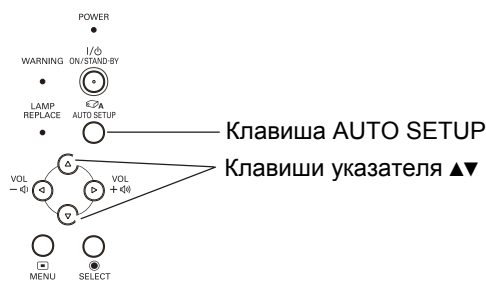 POWER
I/⏻
WARNING ON/STAND-BY
A
LAMP
REPLACE
AUTO SETUP
Клавиша AUTO SETUP
Клавиши указателя ▲▼
VOL
−
VOL
+
MENU
SELECT